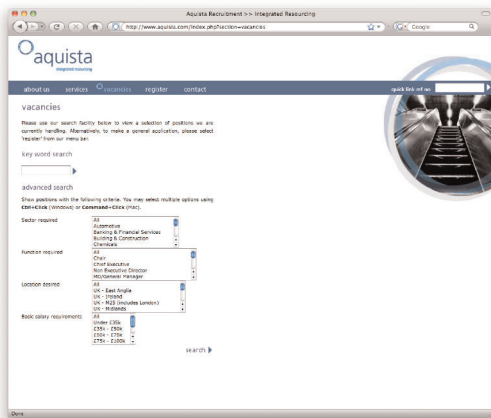 Aquista Recruitment >> Integrated Resourcing
http://www.aquista.com/index.php?section=vacancies
Google
aquista
integrated resourcing
about us services vacancies register contact
quick link ref no
vacancies
Please use our search facility below to view a selection of positions we are
currently handling. Alternatively, to make a general application, please select
'register' from our menu bar.
key word search
advanced search
Show positions with the following criteria. You may select multiple options using
Ctrl+Click (Windows) or Command+Click (Mac).
Sector required
All
Automotive
Banking & Financial Services
Building & Construction
Chemicals
Function required
All
Chair
Chief Executive
Non Executive Director
MD/General Manager
Location desired
All
UK - East Anglia
UK - Ireland
UK - M25 (includes London)
UK - Midlands
Basic salary requirements
All
Under £35k
£35k - £50k
£50k - £75k
£75k - £100k
search
Done